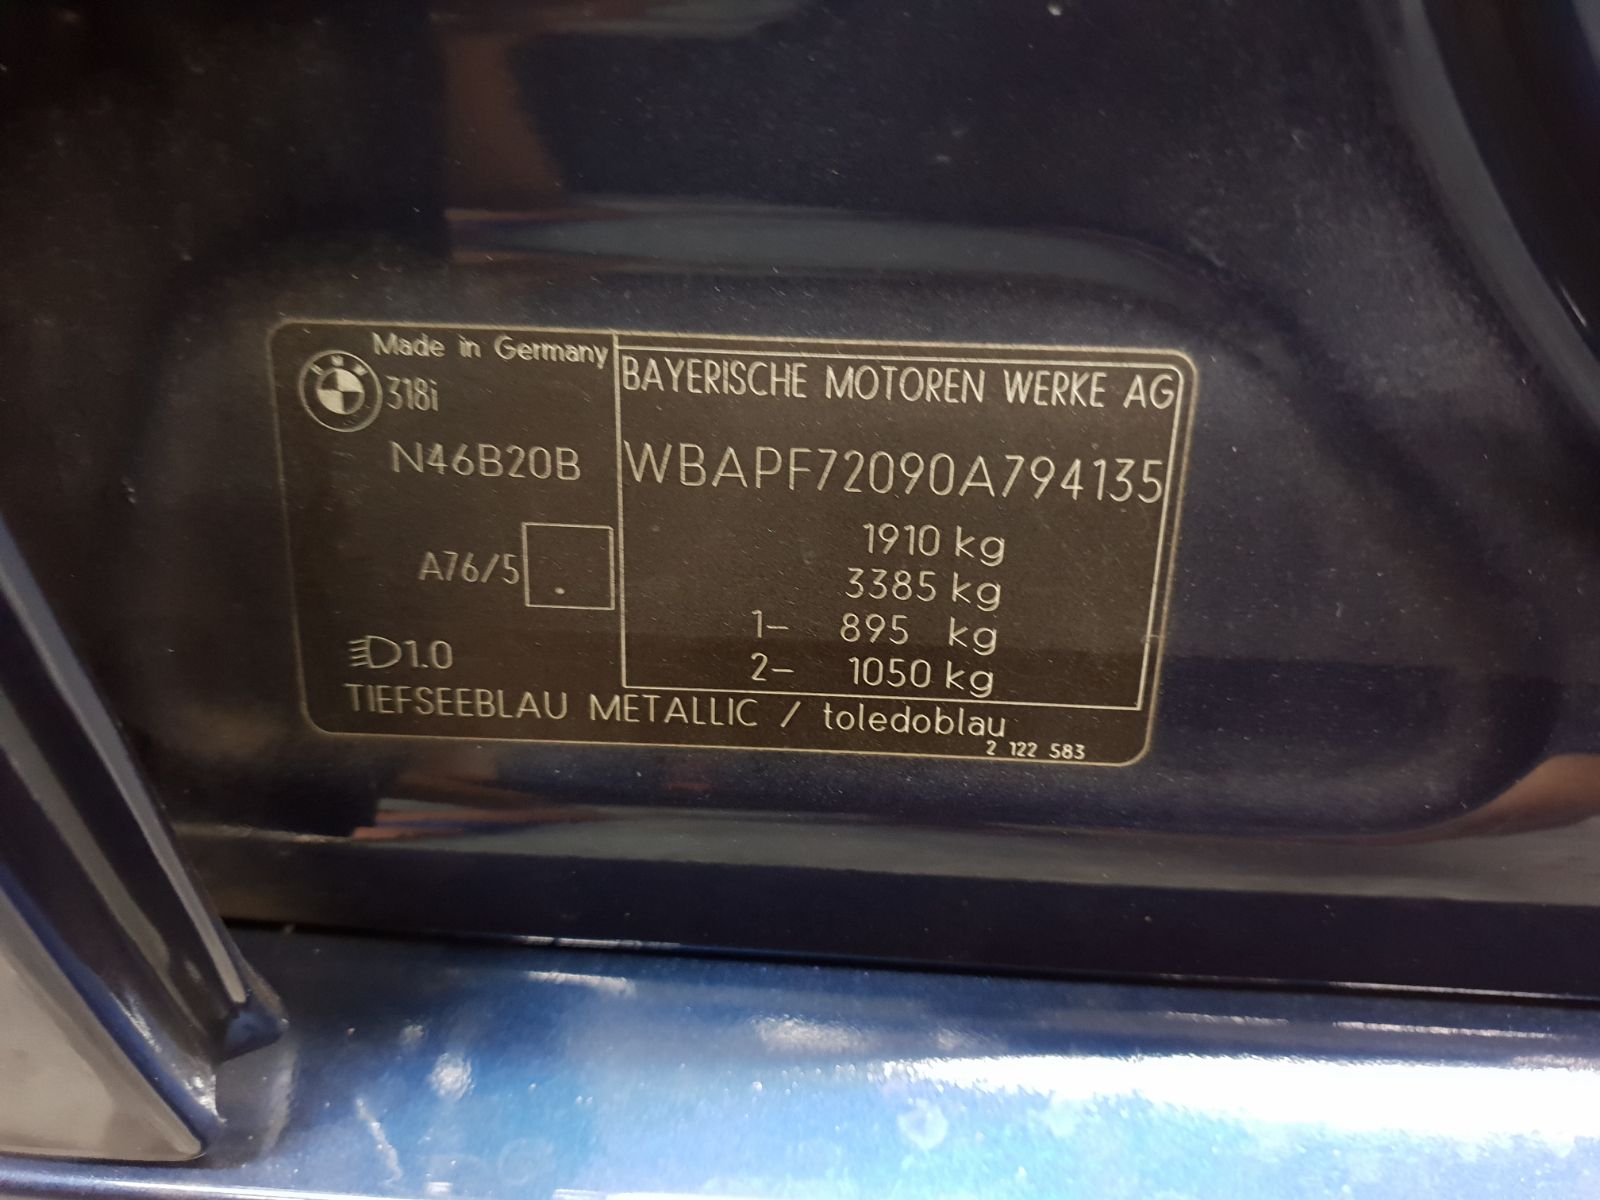 Made in Germany
318i
N46B20B
A76/5
1.0
BAYERISCHE MOTOREN WERKE AG
WBAPF72090A794135
1910 kg
3385 kg
1- 895 kg
2- 1050 kg
TIEFSEEBLAU METALLIC / toledoblau
2 122 583